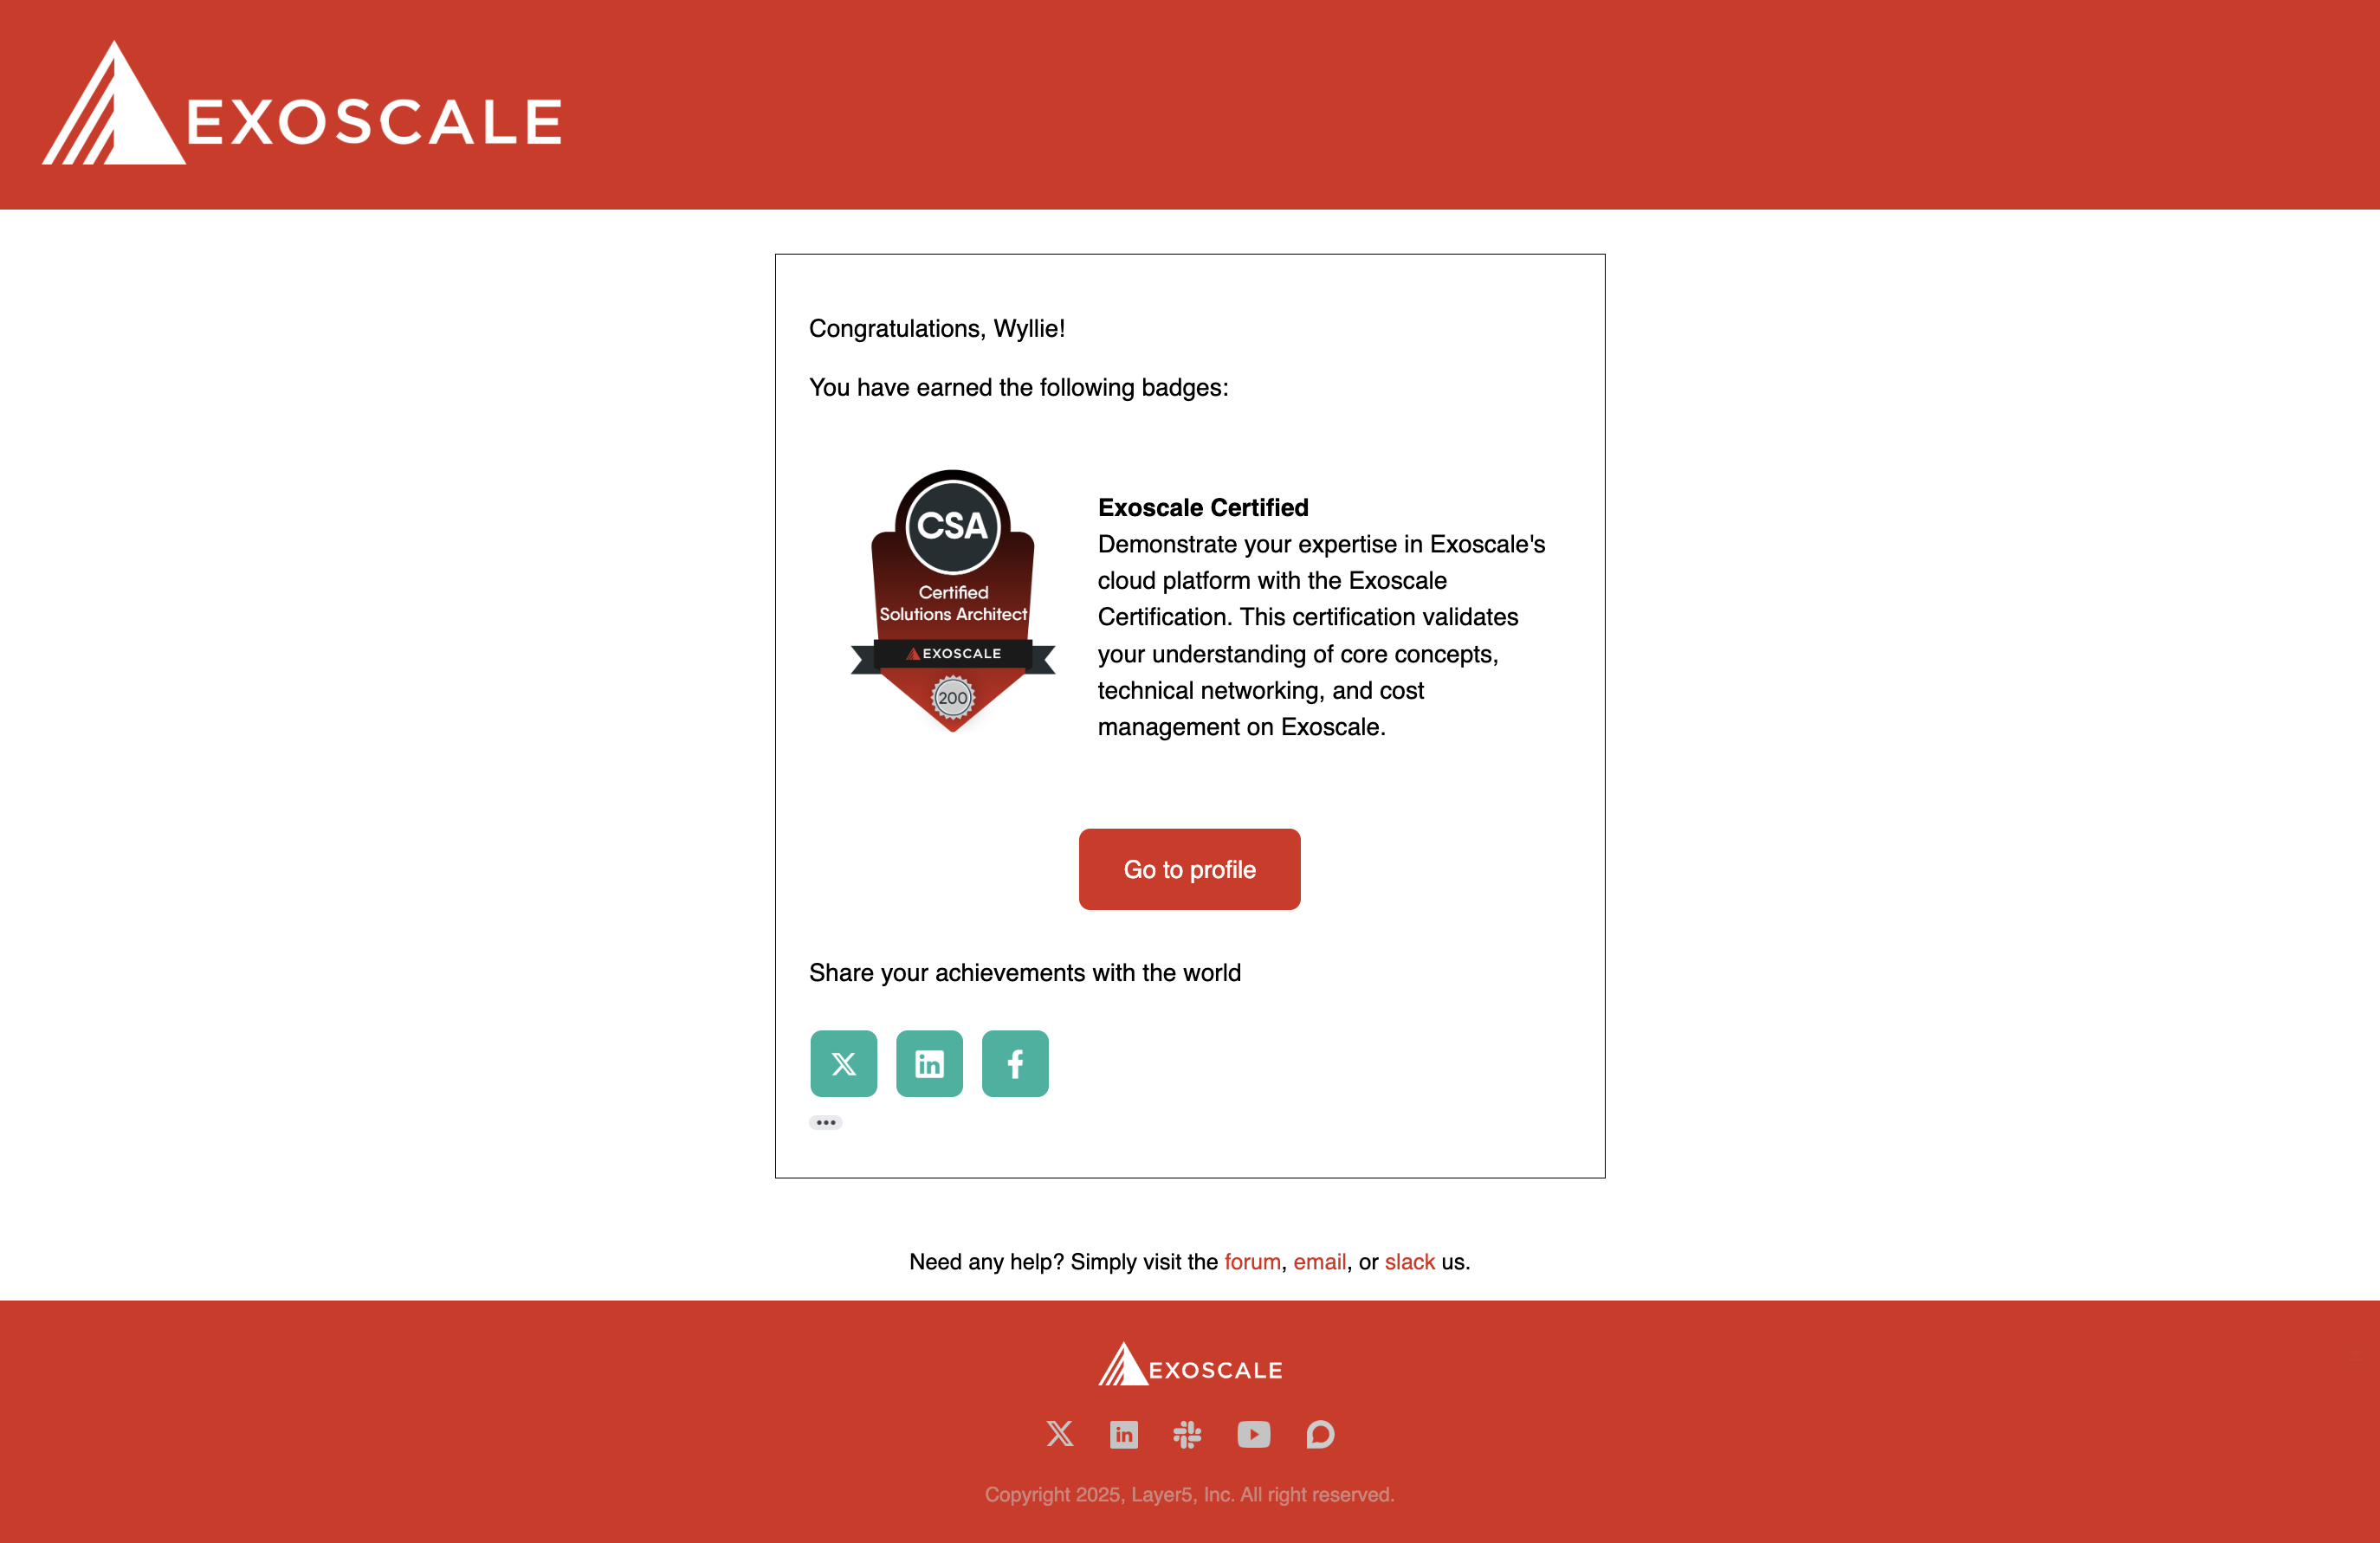 EXOSCALE
Congratulations, Wyllie!
You have earned the following badges:
CSA
Certified
Solutions Architect
EXOSCALE
200
Exoscale Certified
Demonstrate your expertise in Exoscale's
cloud platform with the Exoscale
Certification. This certification validates
your understanding of core concepts,
technical networking, and cost
management on Exoscale.
Go to profile
Share your achievements with the world
Need any help? Simply visit the forum, email, or slack us.
EXOSCALE
Copyright 2025, Layer5, Inc. All right reserved.